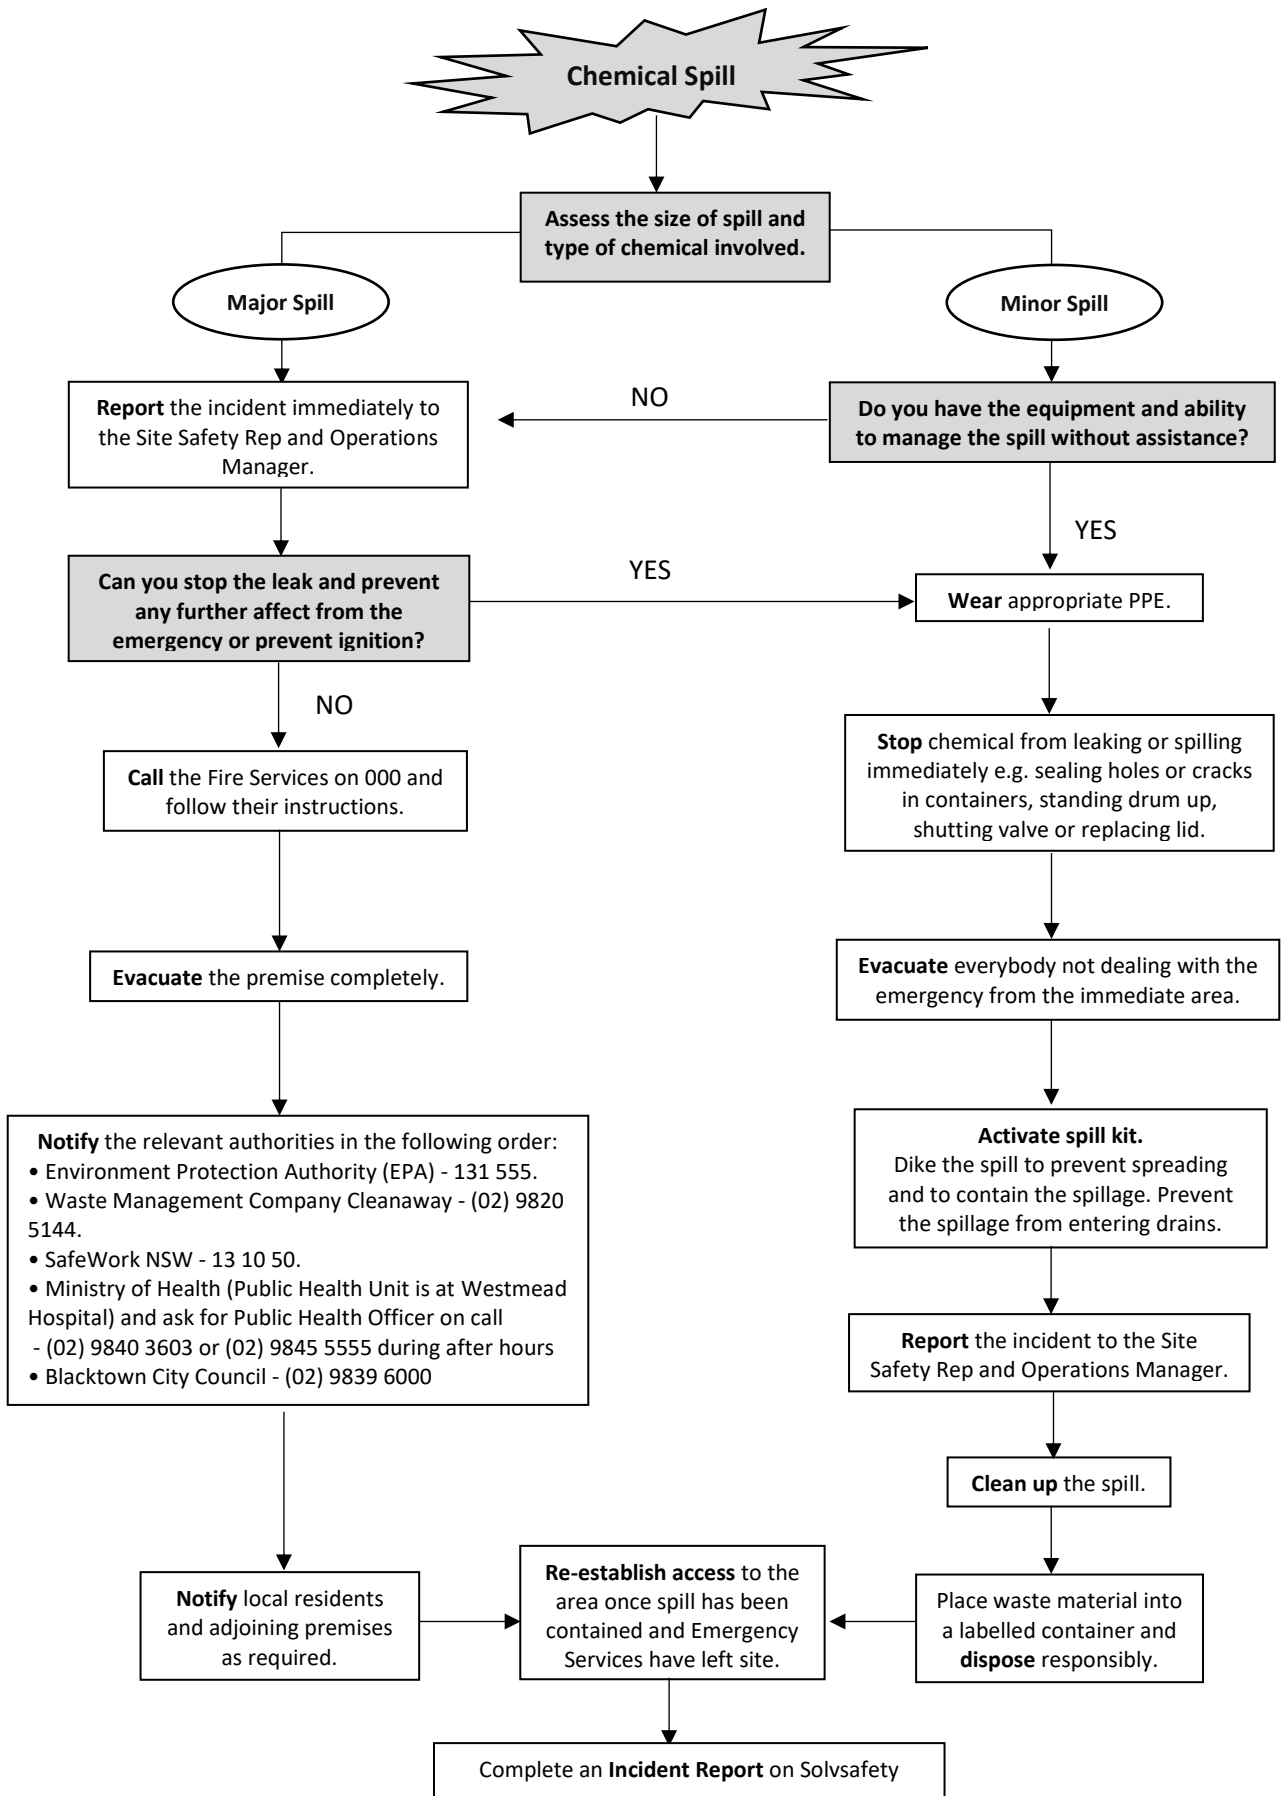 Chemical Spill
Assess the size of spill and
type of chemical involved.
Major Spill
Minor Spill
Report the incident immediately to
the Site Safety Rep and Operations
Manager.
NO
Do you have the equipment and ability
to manage the spill without assistance?
YES
Can you stop the leak and prevent
any further affect from the
emergency or prevent ignition?
YES
Wear appropriate PPE.
NO
Call the Fire Services on 000 and
follow their instructions.
Stop chemical from leaking or spilling
immediately e.g. sealing holes or cracks
in containers, standing drum up,
shutting valve or replacing lid.
Evacuate the premise completely.
Evacuate everybody not dealing with the
emergency from the immediate area.
Notify the relevant authorities in the following order:
• Environment Protection Authority (EPA) - 131 555.
• Waste Management Company Cleanaway - (02) 9820
5144.
• SafeWork NSW - 13 10 50.
• Ministry of Health (Public Health Unit is at Westmead
Hospital) and ask for Public Health Officer on call
- (02) 9840 3603 or (02) 9845 5555 during after hours
• Blacktown City Council - (02) 9839 6000
Activate spill kit.
Dike the spill to prevent spreading
and to contain the spillage. Prevent
the spillage from entering drains.
Report the incident to the Site
Safety Rep and Operations Manager.
Clean up the spill.
Notify local residents
and adjoining premises
as required.
Re-establish access to the
area once spill has been
contained and Emergency
Services have left site.
Place waste material into
a labelled container and
dispose responsibly.
Complete an Incident Report on Solvsafety